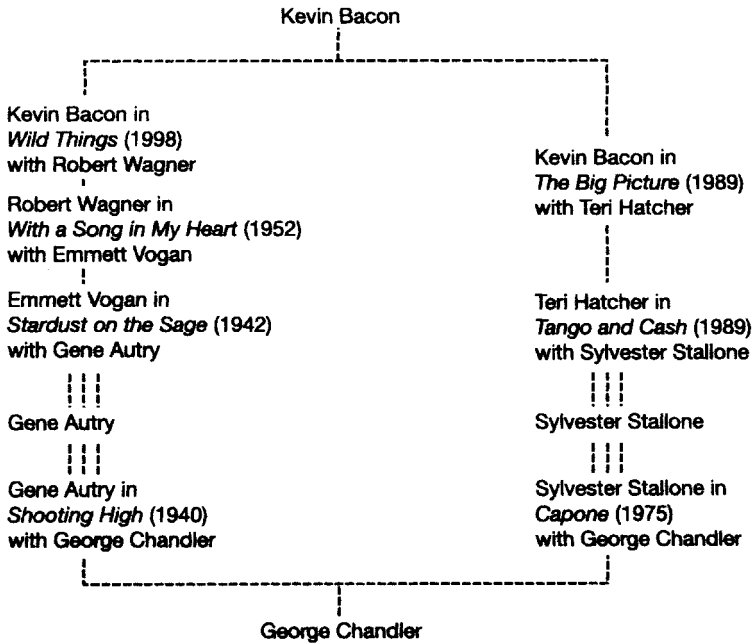 Kevin Bacon
Kevin Bacon in
Wild Things (1998)
with Robert Wagner
Robert Wagner in
With a Song in My Heart (1952)
with Emmett Vogan
Emmett Vogan in
Stardust on the Sage (1942)
with Gene Autry
Gene Autry
Gene Autry in
Shooting High (1940)
with George Chandler
Kevin Bacon in
The Big Picture (1989)
with Teri Hatcher
Teri Hatcher in
Tango and Cash (1989)
with Sylvester Stallone
Sylvester Stallone
Sylvester Stallone in
Capone (1975)
with George Chandler
George Chandler